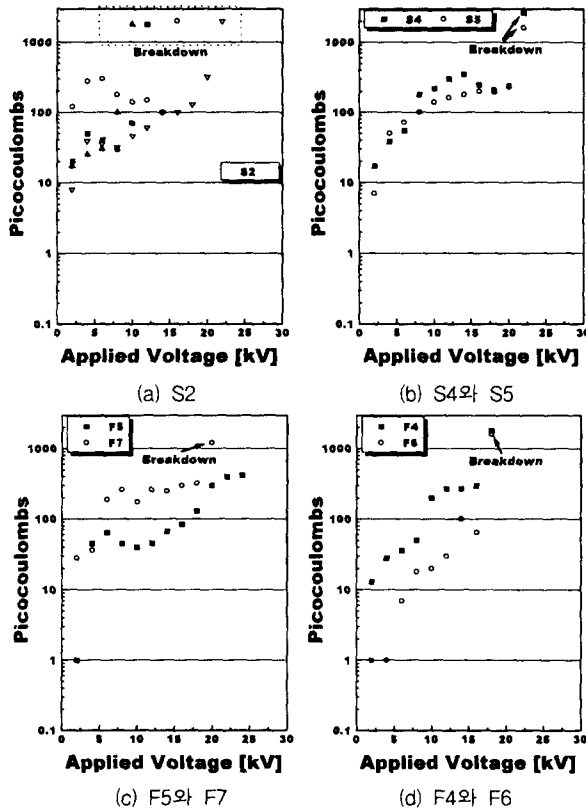 1000
100
10
1
0.1
Picocoulombs
Breakdown
S2
0 5 10 15 20 25 30
Applied Voltage [kV]
(a) S2
1000
100
10
1
0.1
Picocoulombs
S4 S5
Breakdown
0 5 10 15 20 25 30
Applied Voltage [kV]
(b) S4와 S5
1000
100
10
1
0.1
Picocoulombs
F5
F7
Breakdown
0 5 10 15 20 25 30
Applied Voltage [kV]
(c) F5와 F7
1000
100
10
1
0.1
Picocoulombs
F4
F6
Breakdown
0 5 10 15 20 25 30
Applied Voltage [kV]
(d) F4와 F6